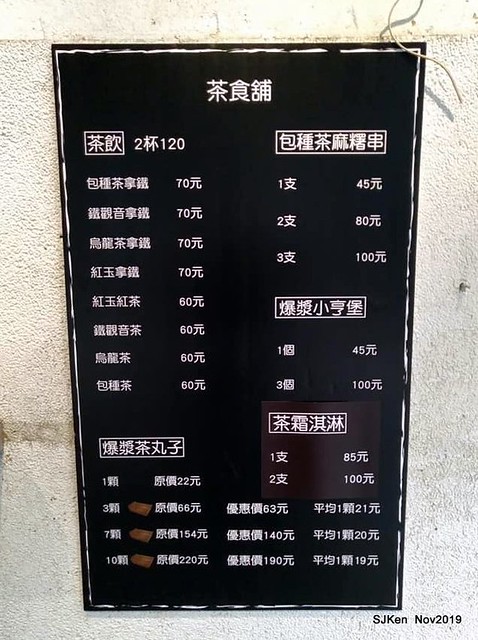 茶食舖
茶飲 2杯120
包種茶拿鐵 70元
鐵觀音拿鐵 70元
烏龍茶拿鐵 70元
紅玉拿鐵 70元
紅玉紅茶 60元
鐵觀音茶 60元
烏龍茶 60元
包種茶 60元
包種茶麻糬串
1支 45元
2支 80元
3支 100元
爆漿小亨堡
1個 45元
3個 100元
茶霜淇淋
1支 85元
2支 100元
爆漿茶丸子
1顆 原價22元
3顆 原價66元 優惠價63元 平均1顆21元
7顆 原價154元 優惠價140元 平均1顆20元
10顆 原價220元 優惠價190元 平均1顆19元
SJKen Nov2019